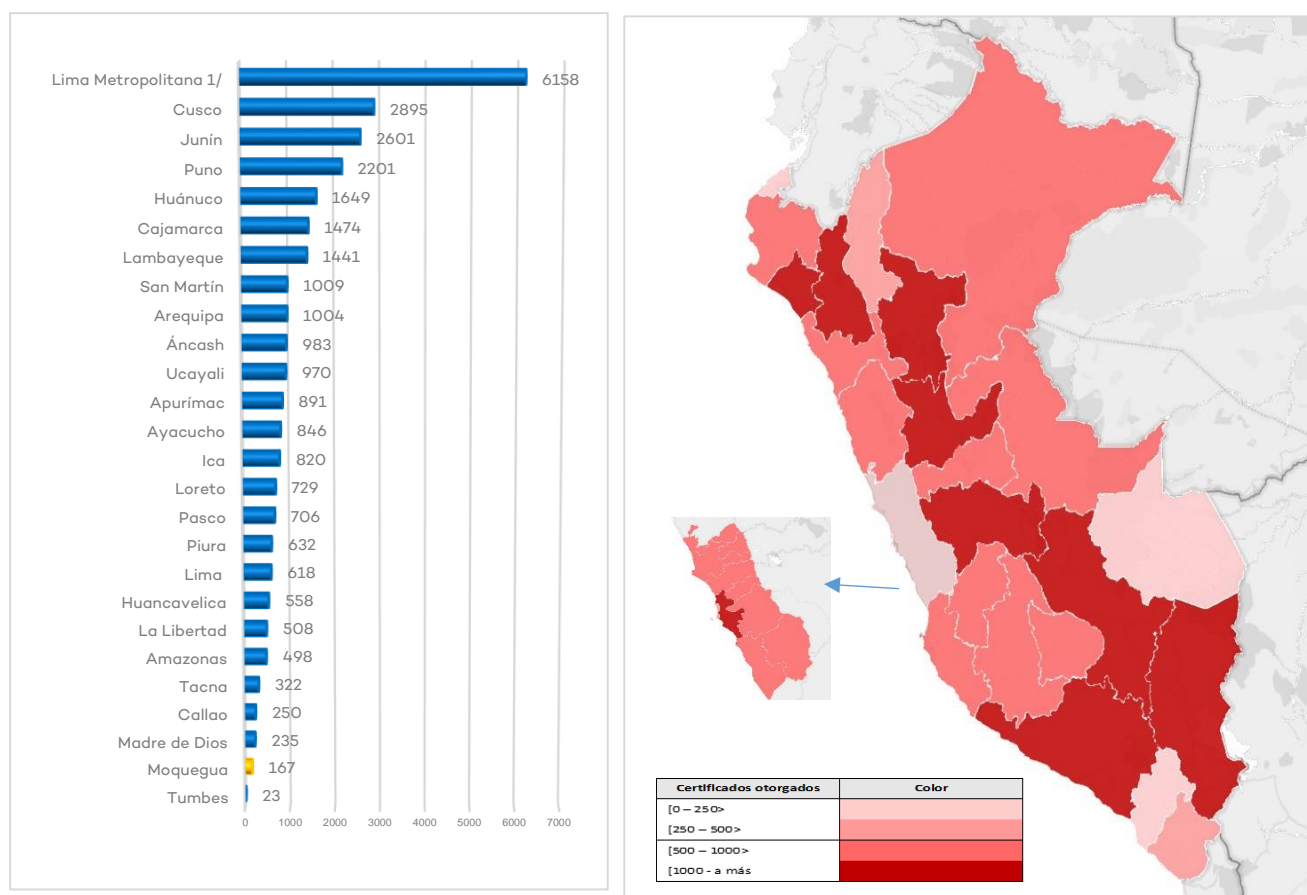 Lima Metropolitana 1/ 6158
Cusco 2895
Junín 2601
Puno 2201
Huánuco 1649
Cajamarca 1474
Lambayeque 1441
San Martín 1009
Arequipa 1004
Áncash 983
Ucayali 970
Apurímac 891
Ayacucho 846
Ica 820
Loreto 729
Pasco 706
Piura 632
Lima 618
Huancavelica 558
La Libertad 508
Amazonas 498
Tacna 322
Callao 250
Madre de Dios 235
Moquegua 167
Tumbes 23
0 1000 2000 3000 4000 5000 6000 7000
Certificados otorgados Color
[0 – 250>
[250 – 500>
[500 – 1000>
[1000 - a más